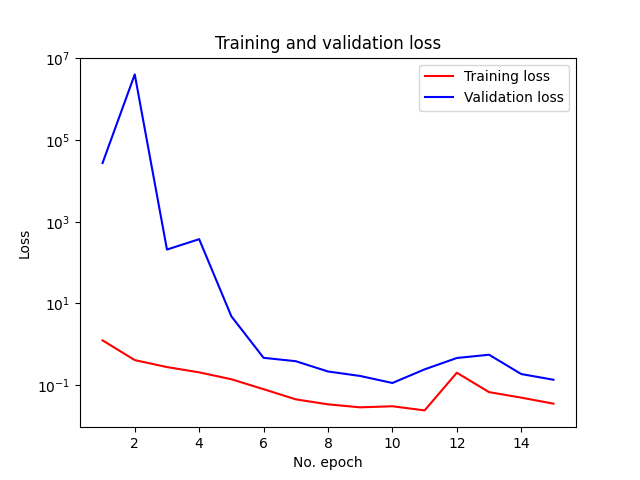 Training and validation loss
Training loss
Validation loss
10^7
10^5
10^3
10^1
10^−1
Loss
2 4 6 8 10 12 14
No. epoch